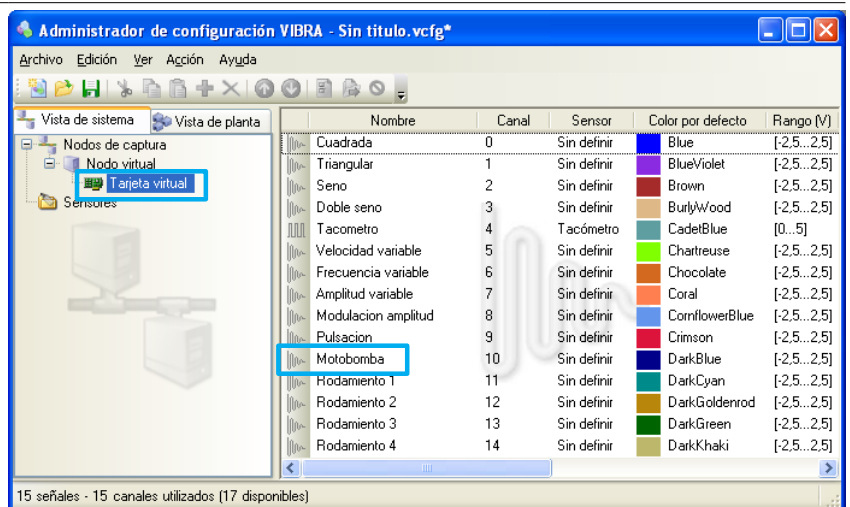 Administrador de configuración VIBRA - Sin titulo.vcfg*
Archivo Edición Ver Acción Ayuda
Vista de sistema Vista de planta
Nodos de captura
Nodo virtual
Tarjeta virtual
Sensores
Nombre Canal Sensor Color por defecto Rango (V)
Cuadrada 0 Sin definir Blue [-2,5...2,5]
Triangular 1 Sin definir BlueViolet [-2,5...2,5]
Seno 2 Sin definir Brown [-2,5...2,5]
Doble seno 3 Sin definir BurlyWood [-2,5...2,5]
Tacometro 4 Tacómetro CadetBlue [0...5]
Velocidad variable 5 Sin definir Chartreuse [-2,5...2,5]
Frecuencia variable 6 Sin definir Chocolate [-2,5...2,5]
Amplitud variable 7 Sin definir Coral [-2,5...2,5]
Modulacion amplitud 8 Sin definir CornflowerBlue [-2,5...2,5]
Pulsacion 9 Sin definir Crimson [-2,5...2,5]
Motobomba 10 Sin definir DarkBlue [-2,5...2,5]
Rodamiento 1 11 Sin definir DarkCyan [-2,5...2,5]
Rodamiento 2 12 Sin definir DarkGoldenrod [-2,5...2,5]
Rodamiento 3 13 Sin definir DarkGreen [-2,5...2,5]
Rodamiento 4 14 Sin definir DarkKhaki [-2,5...2,5]
15 señales - 15 canales utilizados (17 disponibles)